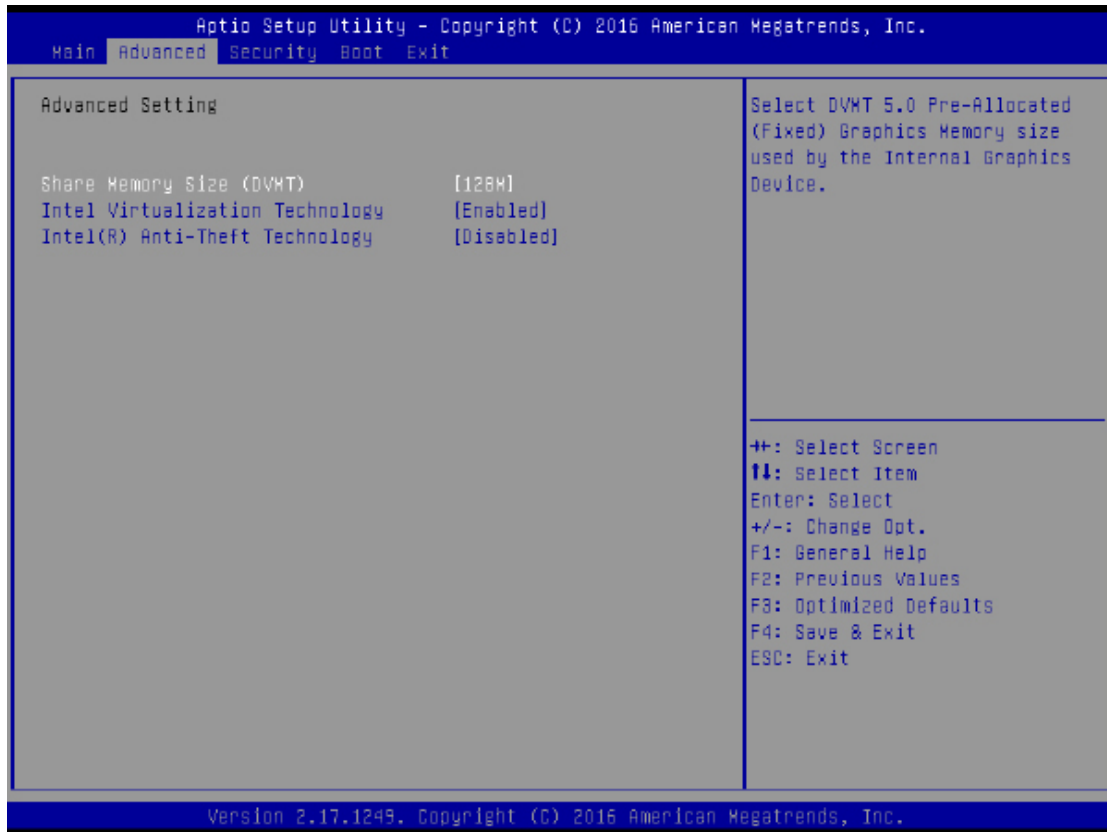 Aptio Setup Utility - Copyright (C) 2016 American Megatrends, Inc.
Main Advanced Security Boot Exit
Advanced Setting
Share Memory Size (DVMT) [128M]
Intel Virtualization Technology [Enabled]
Intel(R) Anti-Theft Technology [Disabled]
Select DVMT 5.0 Pre-Allocated
(Fixed) Graphics Memory size
used by the Internal Graphics
Device.
→←: Select Screen
↑↓: Select Item
Enter: Select
+/-: Change Opt.
F1: General Help
F2: Previous Values
F3: Optimized Defaults
F4: Save & Exit
ESC: Exit
Version 2.17.1249. Copyright (C) 2016 American Megatrends, Inc.